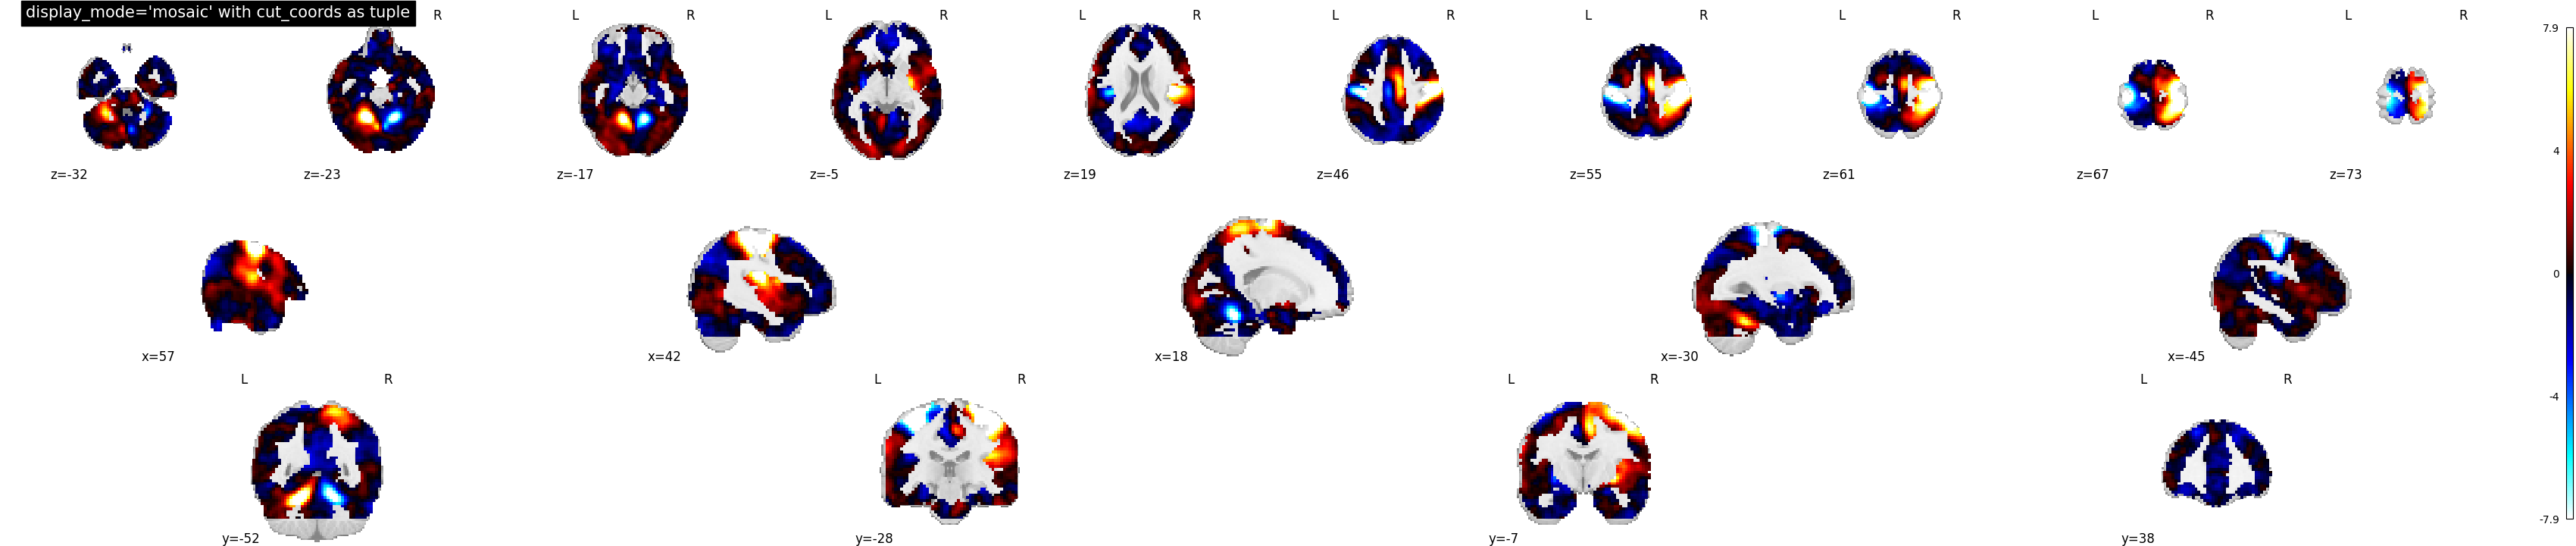 display_mode='mosaic' with cut_coords as tuple
R L R L R L R L R L R L R L R L R
7.9
4
0
-4
-7.9
z=-32 z=-23 z=-17 z=-5 z=19 z=46 z=55 z=61 z=67 z=73
x=57 x=42 x=18 x=-30 x=-45
L R L R L R L R
y=-52 y=-28 y=-7 y=38